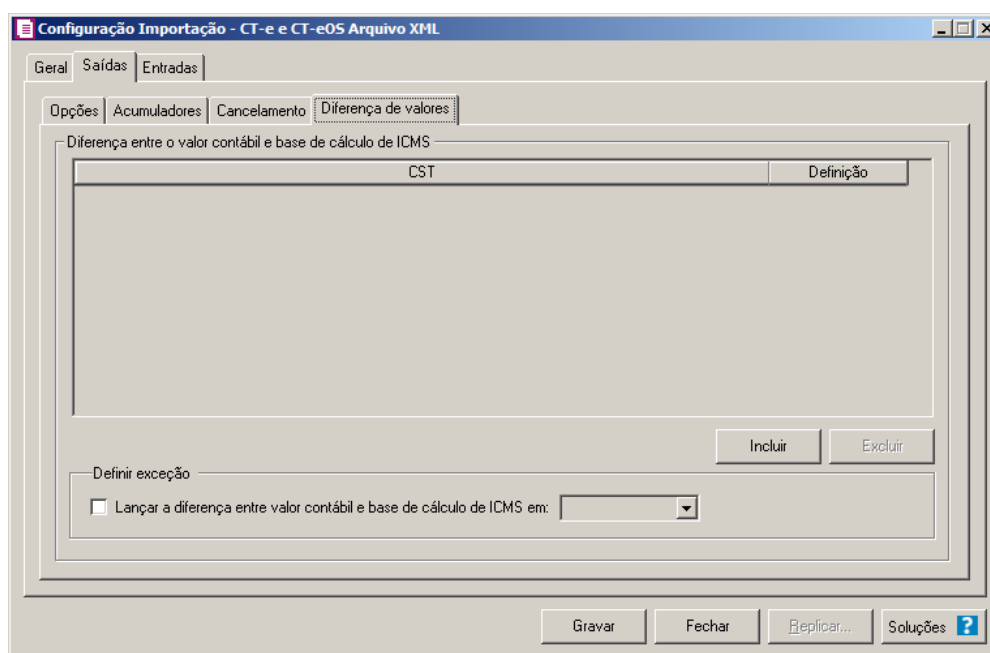 Configuração Importação - CT-e e CT-eOS Arquivo XML
Geral Saídas Entradas
Opções Acumuladores Cancelamento Diferença de valores
Diferença entre o valor contábil e base de cálculo de ICMS
CST Definição
Incluir Excluir
Definir exceção
Lançar a diferença entre valor contábil e base de cálculo de ICMS em:
Gravar Fechar Replicar... Soluções ?